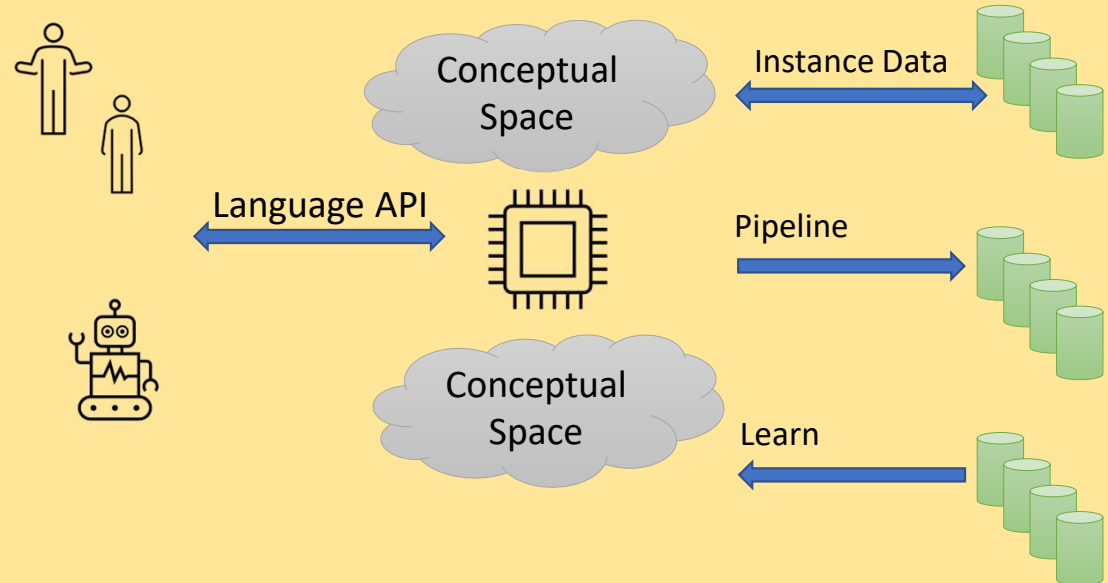 Conceptual
Space
Instance Data
Language API
Pipeline
Conceptual
Space
Learn